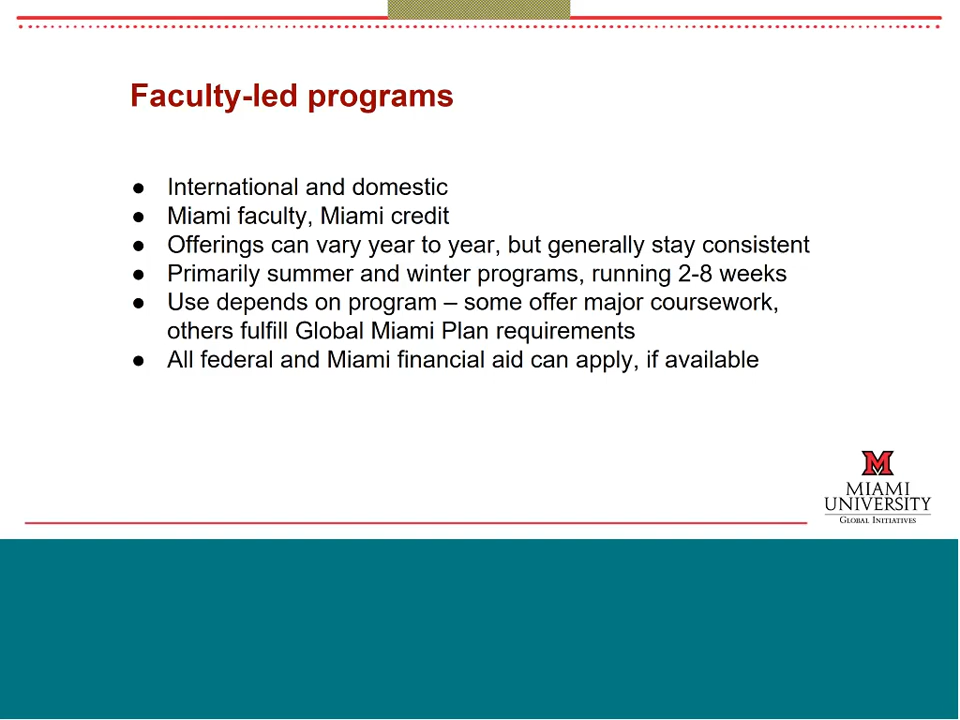 Faculty-led programs
● International and domestic
● Miami faculty, Miami credit
● Offerings can vary year to year, but generally stay consistent
● Primarily summer and winter programs, running 2-8 weeks
● Use depends on program – some offer major coursework,
others fulfill Global Miami Plan requirements
● All federal and Miami financial aid can apply, if available
M
MIAMI
UNIVERSITY
Global Initiatives